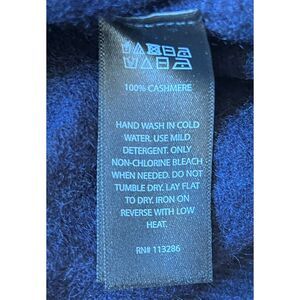 100% CASHMERE
HAND WASH IN COLD
WATER. USE MILD
DETERGENT. ONLY
NON-CHLORINE BLEACH
WHEN NEEDED. DO NOT
TUMBLE DRY. LAY FLAT
TO DRY. IRON ON
REVERSE WITH LOW
HEAT.
RN# 113286